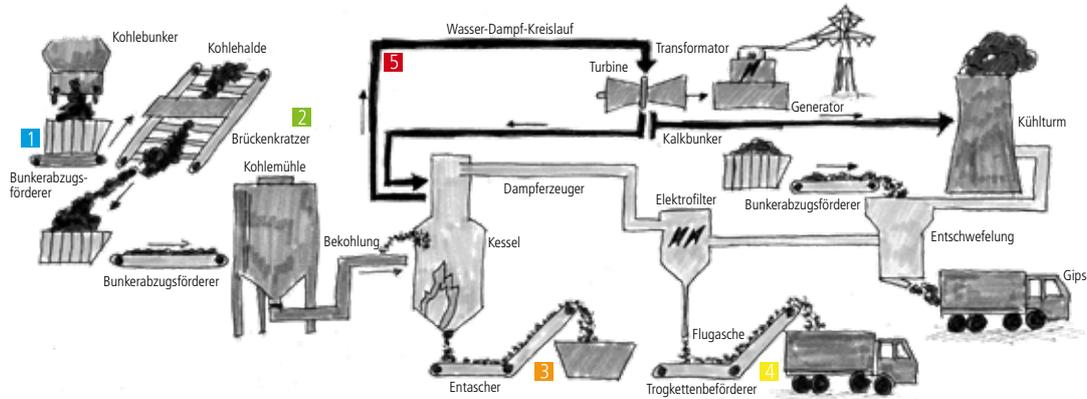 Kohlebunker
Kohlehalde
1
2
Bunkerabzugs-
förderer
Brückenkratzer
Kohlemühle
Bunkerabzugsförderer
Bekohlung
Wasser-Dampf-Kreislauf
5
Turbine
Transformator
Generator
Kühlturm
Kalkbunker
Bunkerabzugsförderer
Dampferzeuger
Elektrofilter
Entschwefelung
Kessel
Gips
Entascher
3
Flugasche
Trogkettenbeförderer
4